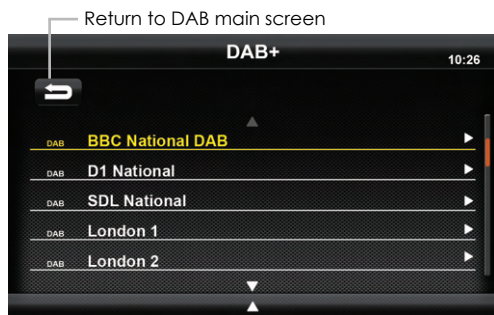 Return to DAB main screen
DAB+
10:26
DAB BBC National DAB
DAB D1 National
DAB SDL National
DAB London 1
DAB London 2